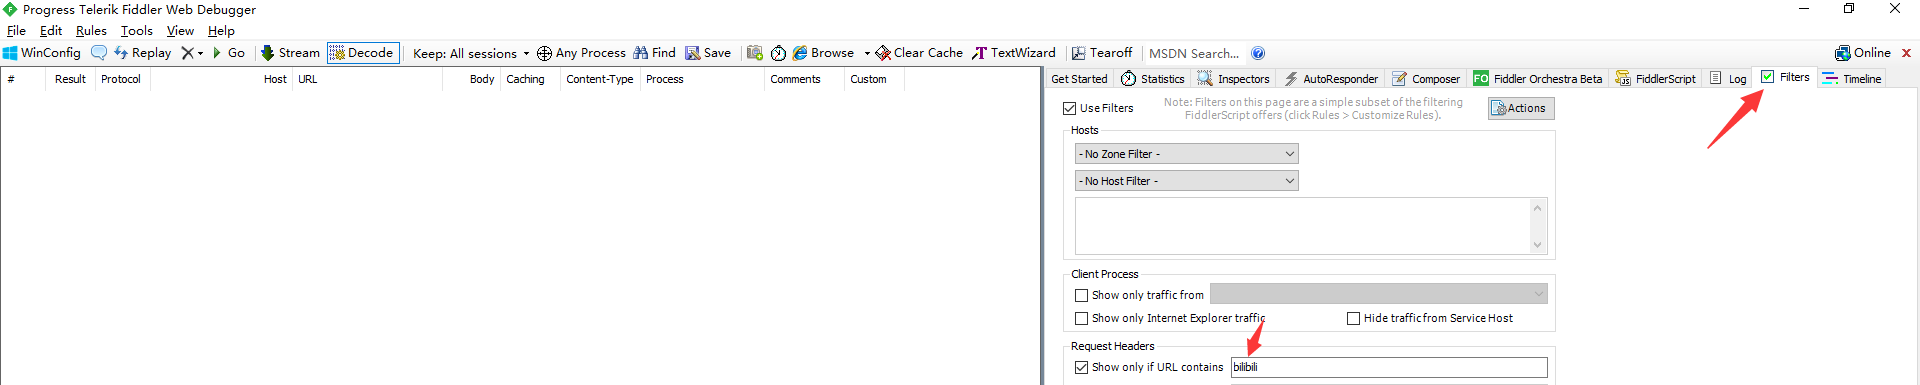 Progress Telerik Fiddler Web Debugger
File Edit Rules Tools View Help
WinConfig Replay Go Stream Decode Keep: All sessions Any Process Find Save Browse Clear Cache TextWizard Tearoff MSDN Search... Online
# Result Protocol Host URL Body Caching Content-Type Process Comments Custom
Get Started Statistics Inspectors AutoResponder Composer FO Fiddler Orchestra Beta FiddlerScript Log Filters Timeline
Use Filters
Note: Filters on this page are a simple subset of the filtering
FiddlerScript offers (click Rules > Customize Rules).
Actions
Hosts
- No Zone Filter -
- No Host Filter -
Client Process
Show only traffic from
Show only Internet Explorer traffic Hide traffic from Service Host
Request Headers
Show only if URL contains bilibili